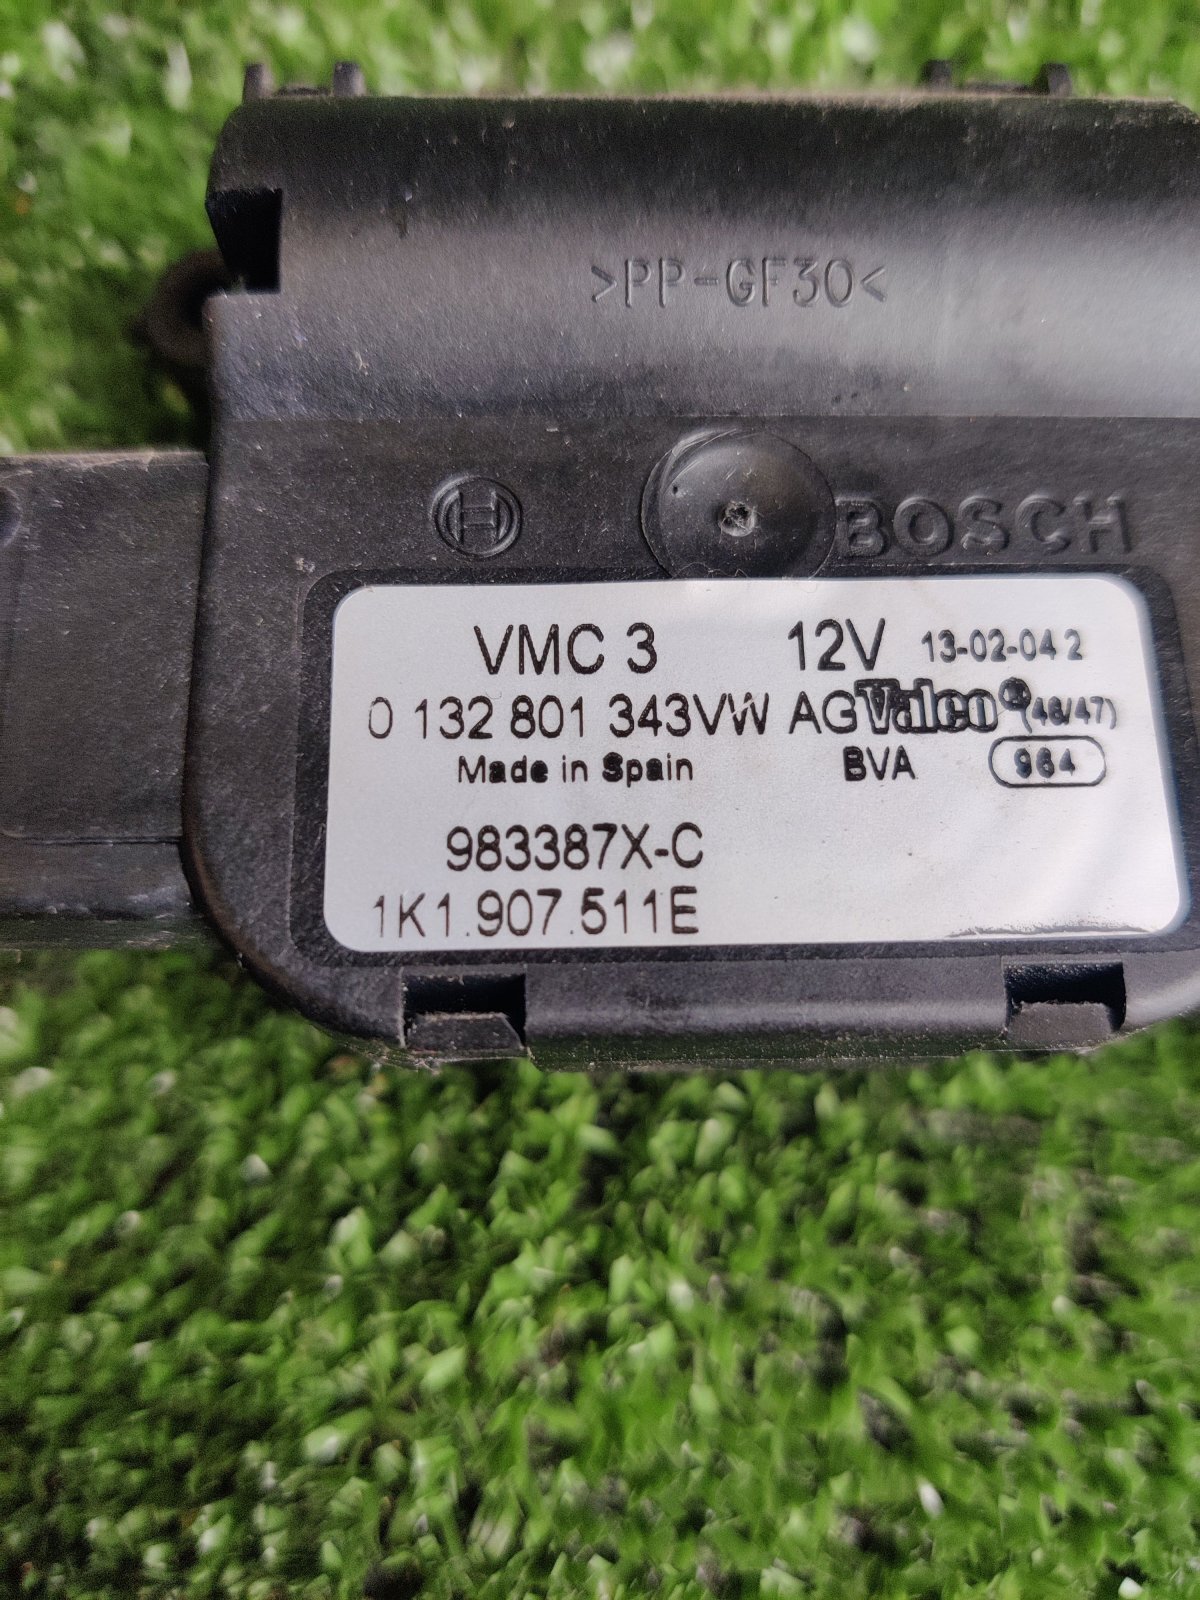 >PP-GF30<
BOSCH
VMC 3 12V 13-02-04 2
0 132 801 343VW AG Valeo (46/47)
Made in Spain BVA 964
983387X-C
1K1.907.511E